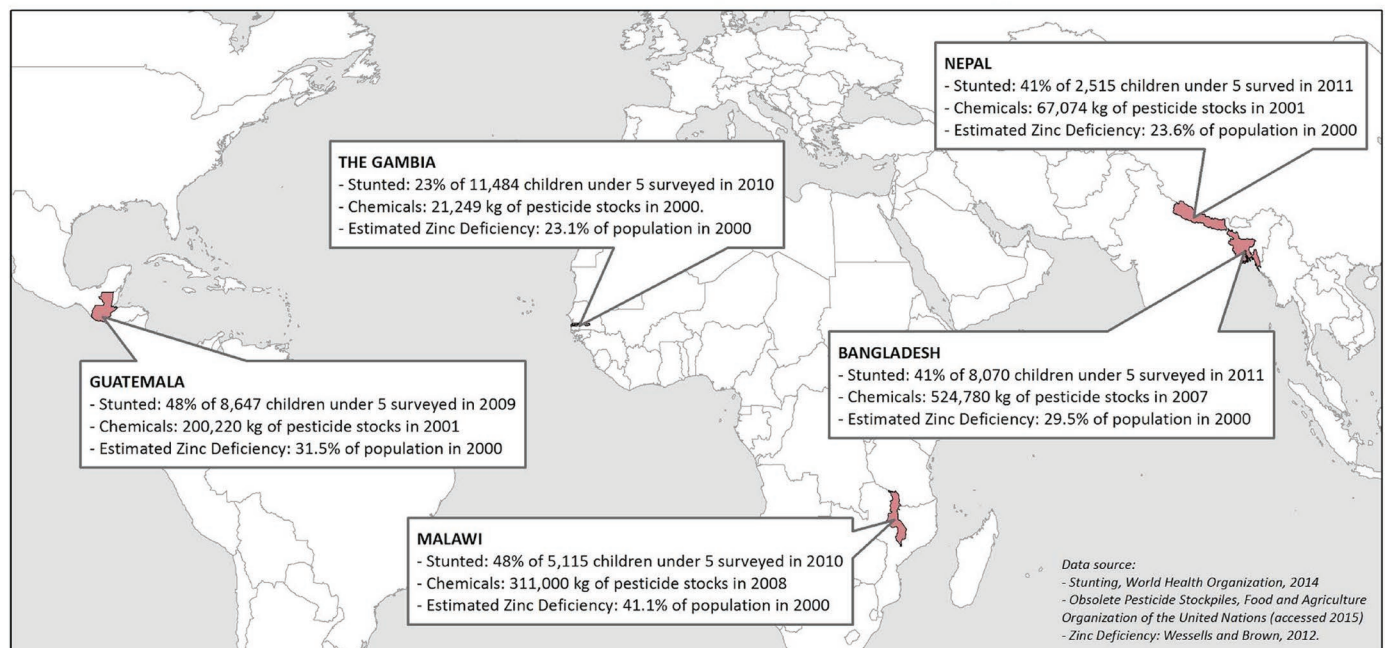 NEPAL
- Stunted: 41% of 2,515 children under 5 surved in 2011
- Chemicals: 67,074 kg of pesticide stocks in 2001
- Estimated Zinc Deficiency: 23.6% of population in 2000
THE GAMBIA
- Stunted: 23% of 11,484 children under 5 surveyed in 2010
- Chemicals: 21,249 kg of pesticide stocks in 2000.
- Estimated Zinc Deficiency: 23.1% of population in 2000
BANGLADESH
- Stunted: 41% of 8,070 children under 5 surveyed in 2011
- Chemicals: 524,780 kg of pesticide stocks in 2007
- Estimated Zinc Deficiency: 29.5% of population in 2000
GUATEMALA
- Stunted: 48% of 8,647 children under 5 surveyed in 2009
- Chemicals: 200,220 kg of pesticide stocks in 2001
- Estimated Zinc Deficiency: 31.5% of population in 2000
MALAWI
- Stunted: 48% of 5,115 children under 5 surveyed in 2010
- Chemicals: 311,000 kg of pesticide stocks in 2008
- Estimated Zinc Deficiency: 41.1% of population in 2000
Data source:
- Stunting, World Health Organization, 2014
- Obsolete Pesticide Stockpiles, Food and Agriculture
Organization of the United Nations (accessed 2015)
- Zinc Deficiency: Wessells and Brown, 2012.